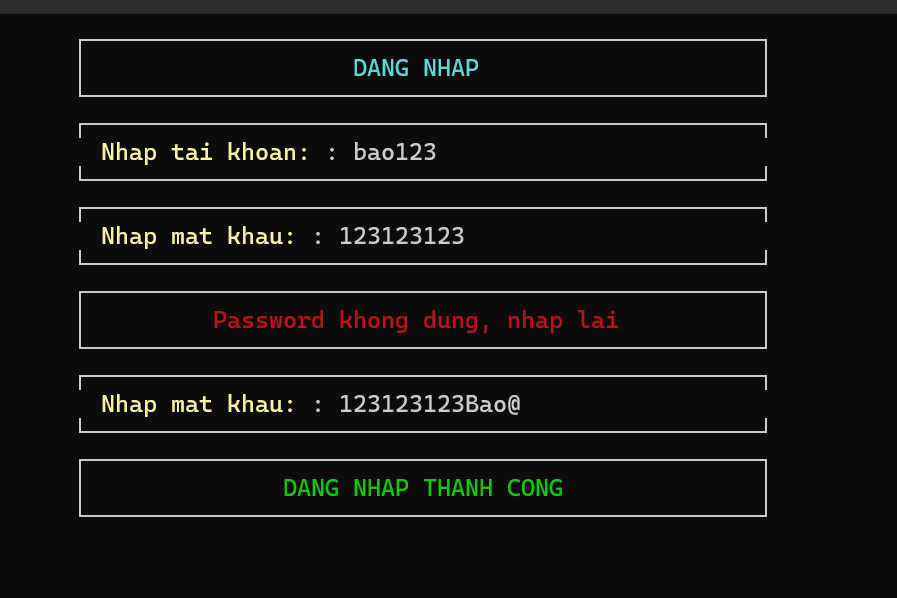 DANG NHAP
Nhap tai khoan: : bao123
Nhap mat khau: : 123123123
Password khong dung, nhap lai
Nhap mat khau: : 123123123Bao@
DANG NHAP THANH CONG